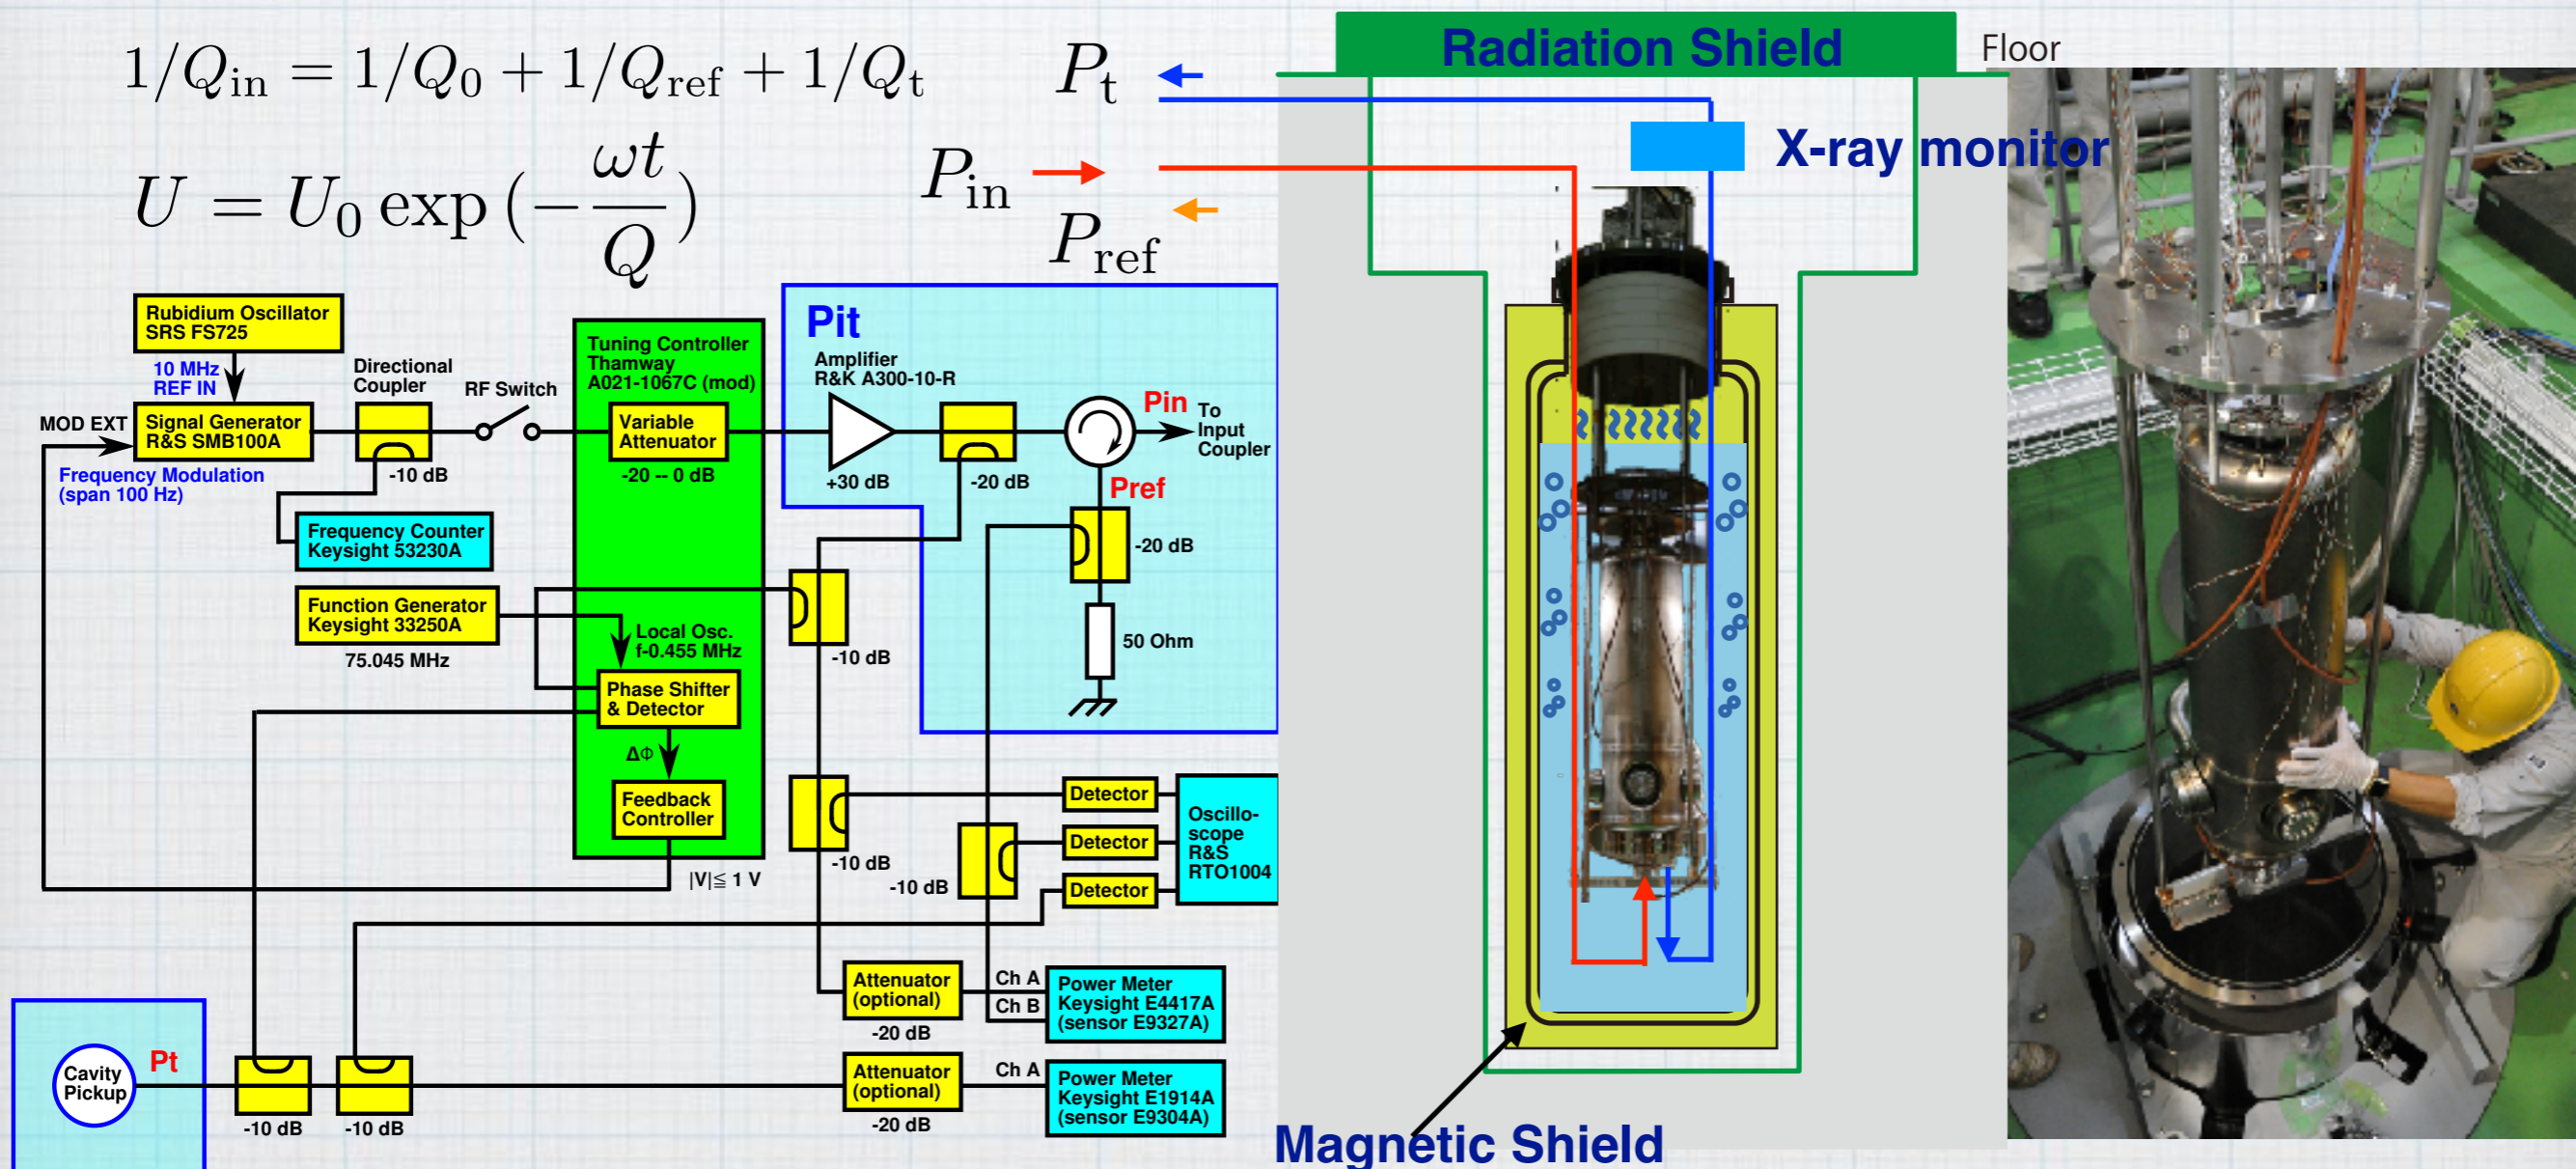 1/Q_in = 1/Q_0 + 1/Q_ref + 1/Q_t
U = U_0 exp (−ωt/Q)
P_t
P_in
P_ref
Radiation Shield
Floor
X-ray monitor
Magnetic Shield
Rubidium Oscillator
SRS FS725
10 MHz
REF IN
Directional
Coupler
RF Switch
MOD EXT
Signal Generator
R&S SMB100A
Frequency Modulation
(span 100 Hz)
-10 dB
Frequency Counter
Keysight 53230A
Function Generator
Keysight 33250A
75.045 MHz
Tuning Controller
Thamway
A021-1067C (mod)
Variable
Attenuator
-20 -- 0 dB
Local Osc.
f-0.455 MHz
Phase Shifter
& Detector
ΔΦ
Feedback
Controller
|V|≦ 1 V
Pit
Amplifier
R&K A300-10-R
+30 dB
-20 dB
Pin
To
Input
Coupler
Pref
-20 dB
50 Ohm
-10 dB
-10 dB
-10 dB
Detector
Detector
Detector
Oscillo-
scope
R&S
RTO1004
Attenuator
(optional)
-20 dB
Ch A
Ch B
Power Meter
Keysight E4417A
(sensor E9327A)
Cavity
Pickup
Pt
-10 dB
-10 dB
Attenuator
(optional)
-20 dB
Ch A
Power Meter
Keysight E1914A
(sensor E9304A)